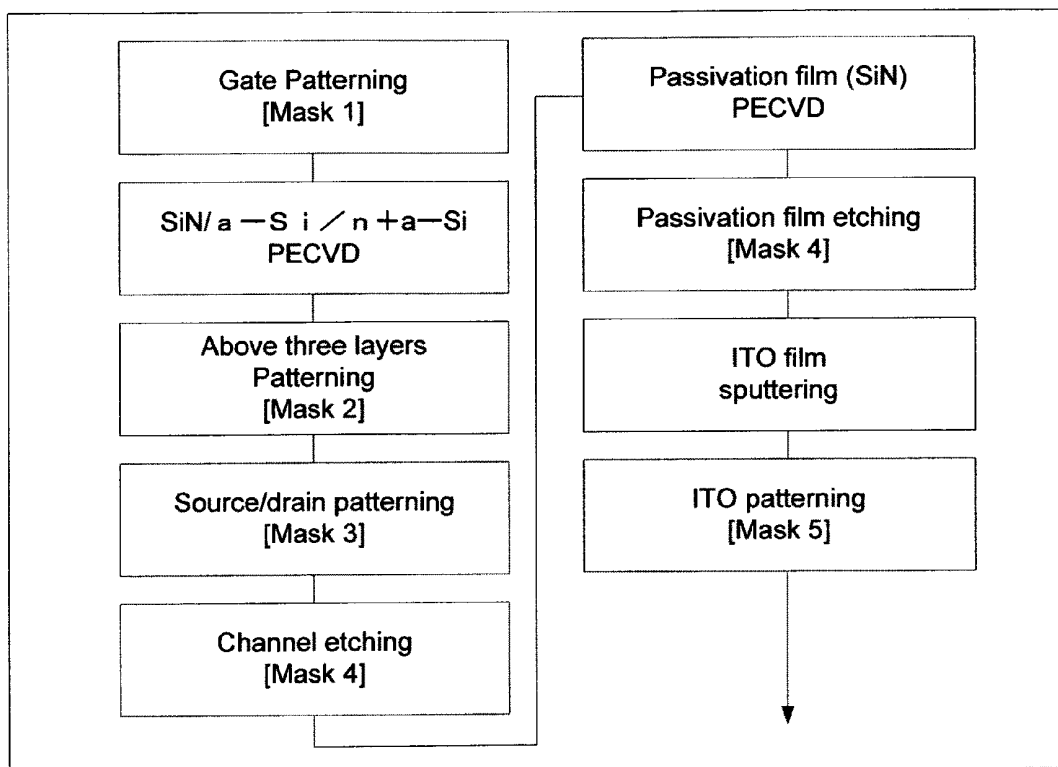 Gate Patterning
[Mask 1]
SiN/ａ－Ｓｉ／ｎ＋a－Si
PECVD
Above three layers
Patterning
[Mask 2]
Source/drain patterning
[Mask 3]
Channel etching
[Mask 4]
Passivation film (SiN)
PECVD
Passivation film etching
[Mask 4]
ITO film
sputtering
ITO patterning
[Mask 5]